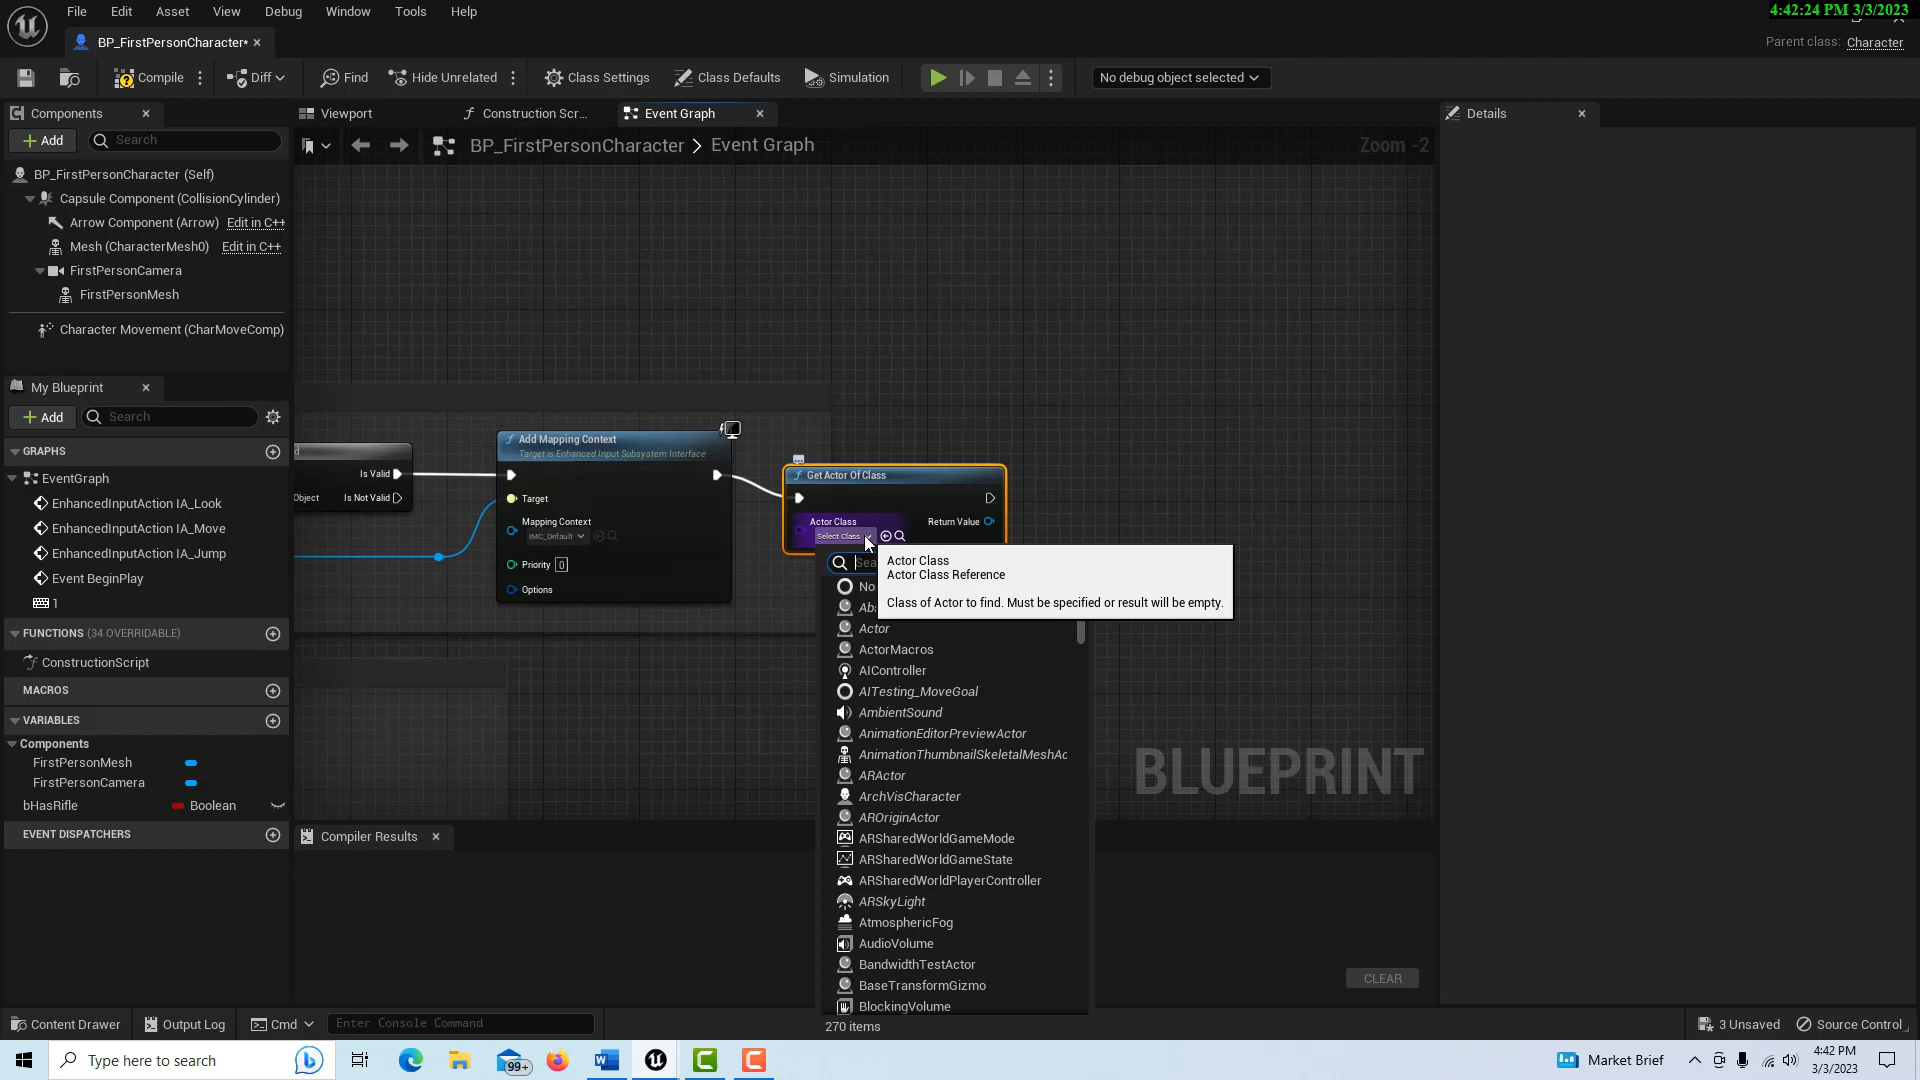 4:42:24 PM 3/3/2023
File Edit Asset View Debug Window Tools Help
BP_FirstPersonCharacter*
Parent class: Character
Compile Diff Find Hide Unrelated Class Settings Class Defaults Simulation No debug object selected
Components
Viewport Construction Scr... Event Graph
Details
Add Search
BP_FirstPersonCharacter > Event Graph
Zoom -2
BP_FirstPersonCharacter (Self)
Capsule Component (CollisionCylinder)
Arrow Component (Arrow) Edit in C++
Mesh (CharacterMesh0) Edit in C++
FirstPersonCamera
FirstPersonMesh
Character Movement (CharMoveComp)
My Blueprint
Add Search
GRAPHS
EventGraph
EnhancedInputAction IA_Look
EnhancedInputAction IA_Move
EnhancedInputAction IA_Jump
Event BeginPlay
1
FUNCTIONS (34 OVERRIDABLE)
ConstructionScript
MACROS
VARIABLES
Components
FirstPersonMesh
FirstPersonCamera
bHasRifle Boolean
EVENT DISPATCHERS
d
Is Valid
Object Is Not Valid
Add Mapping Context
Target is Enhanced Input Subsystem Interface
Target
Mapping Context
IMC_Default
Priority 0
Options
Get Actor Of Class
Actor Class Return Value
Select Class
Actor Class
Actor Class Reference
Class of Actor to find. Must be specified or result will be empty.
Sea
No
Abs
Actor
ActorMacros
AIController
AITesting_MoveGoal
AmbientSound
AnimationEditorPreviewActor
AnimationThumbnailSkeletalMeshAc
ARActor
ArchVisCharacter
AROriginActor
ARSharedWorldGameMode
ARSharedWorldGameState
ARSharedWorldPlayerController
ARSkyLight
AtmosphericFog
AudioVolume
BandwidthTestActor
BaseTransformGizmo
BlockingVolume
270 items
BLUEPRINT
Compiler Results
CLEAR
Content Drawer Output Log Cmd Enter Console Command
3 Unsaved Source Control
Type here to search
99+
Market Brief
4:42 PM
3/3/2023